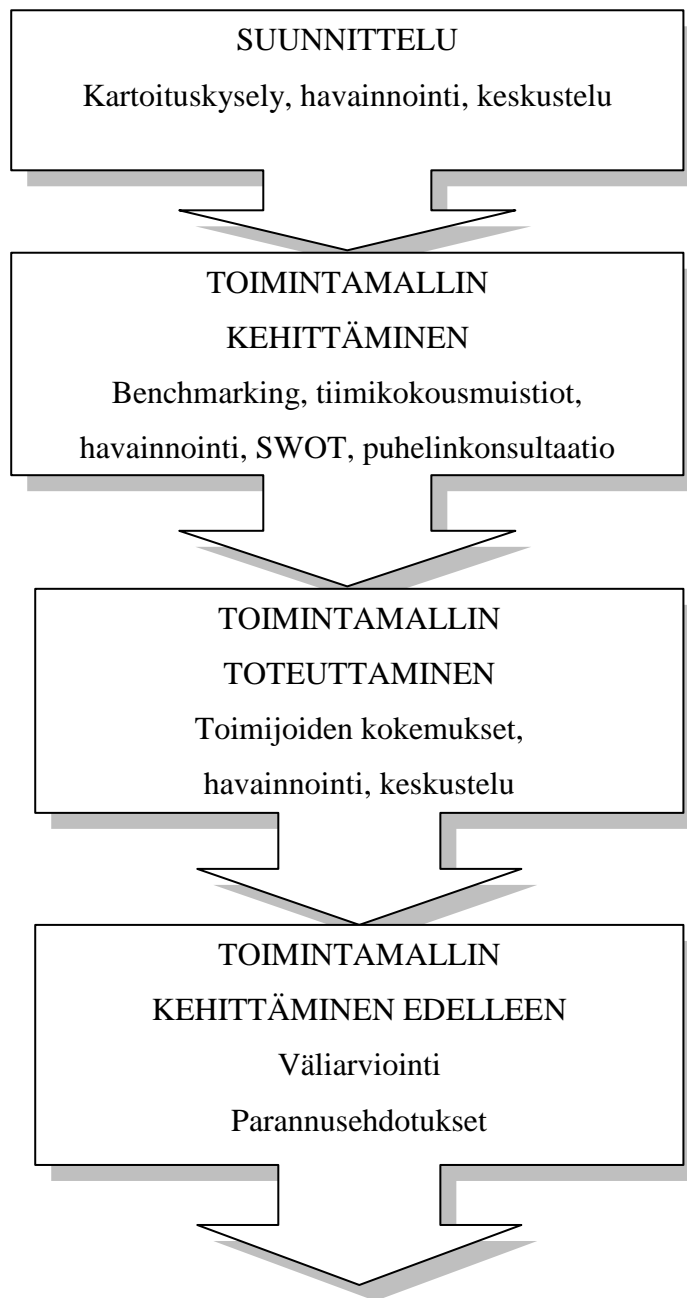 SUUNNITTELU
Kartoituskysely, havainnointi, keskustelu
TOIMINTAMALLIN
KEHITTÄMINEN
Benchmarking, tiimikokousmuistiot,
havainnointi, SWOT, puhelinkonsultaatio
TOIMINTAMALLIN
TOTEUTTAMINEN
Toimijoiden kokemukset,
havainnointi, keskustelu
TOIMINTAMALLIN
KEHITTÄMINEN EDELLEEN
Väliarviointi
Parannusehdotukset